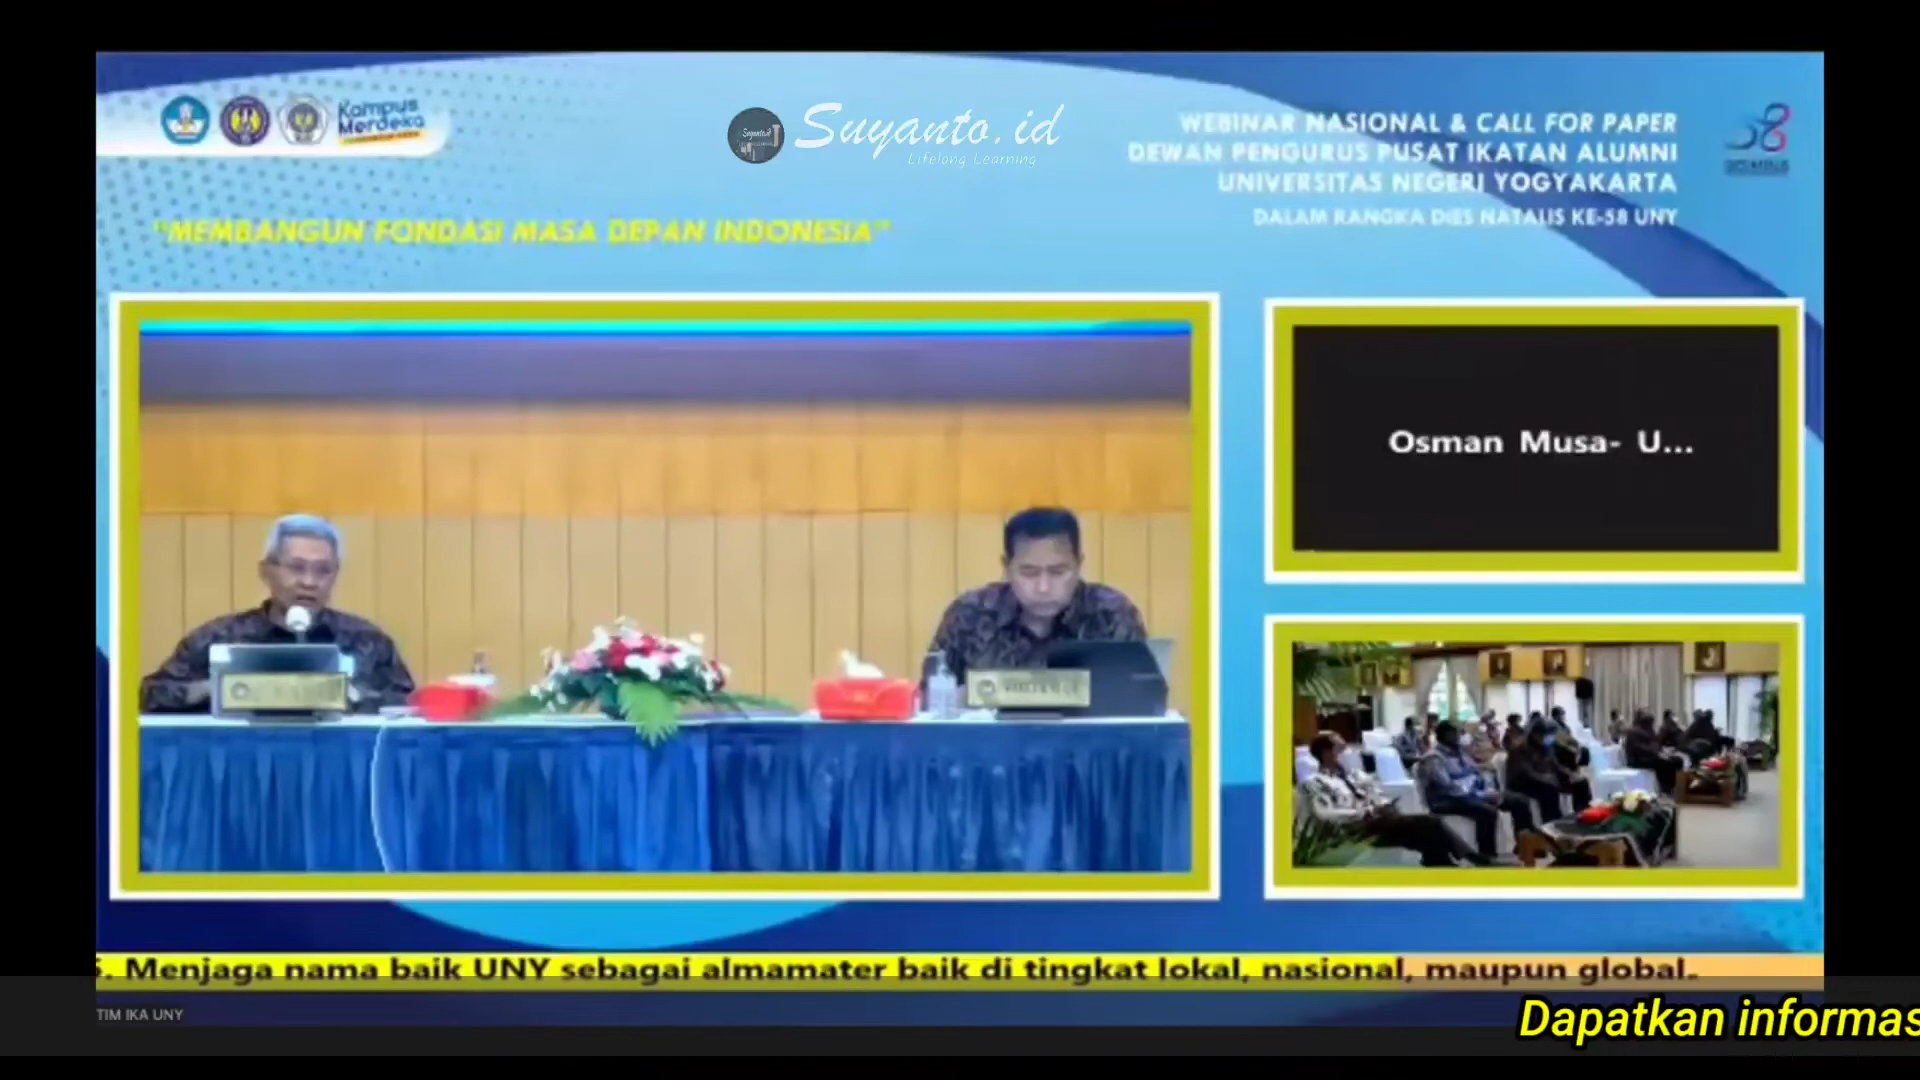 Kampus
Merdeka
Suyanto.id
Lifelong Learning
WEBINAR NASIONAL & CALL FOR PAPER
DEWAN PENGURUS PUSAT IKATAN ALUMNI
UNIVERSITAS NEGERI YOGYAKARTA
DALAM RANGKA DIES NATALIS KE-58 UNY
"MEMBANGUN FONDASI MASA DEPAN INDONESIA"
Osman Musa- U...
. Menjaga nama baik UNY sebagai almamater baik di tingkat lokal, nasional, maupun global.
TIM IKA UNY
Dapatkan informas